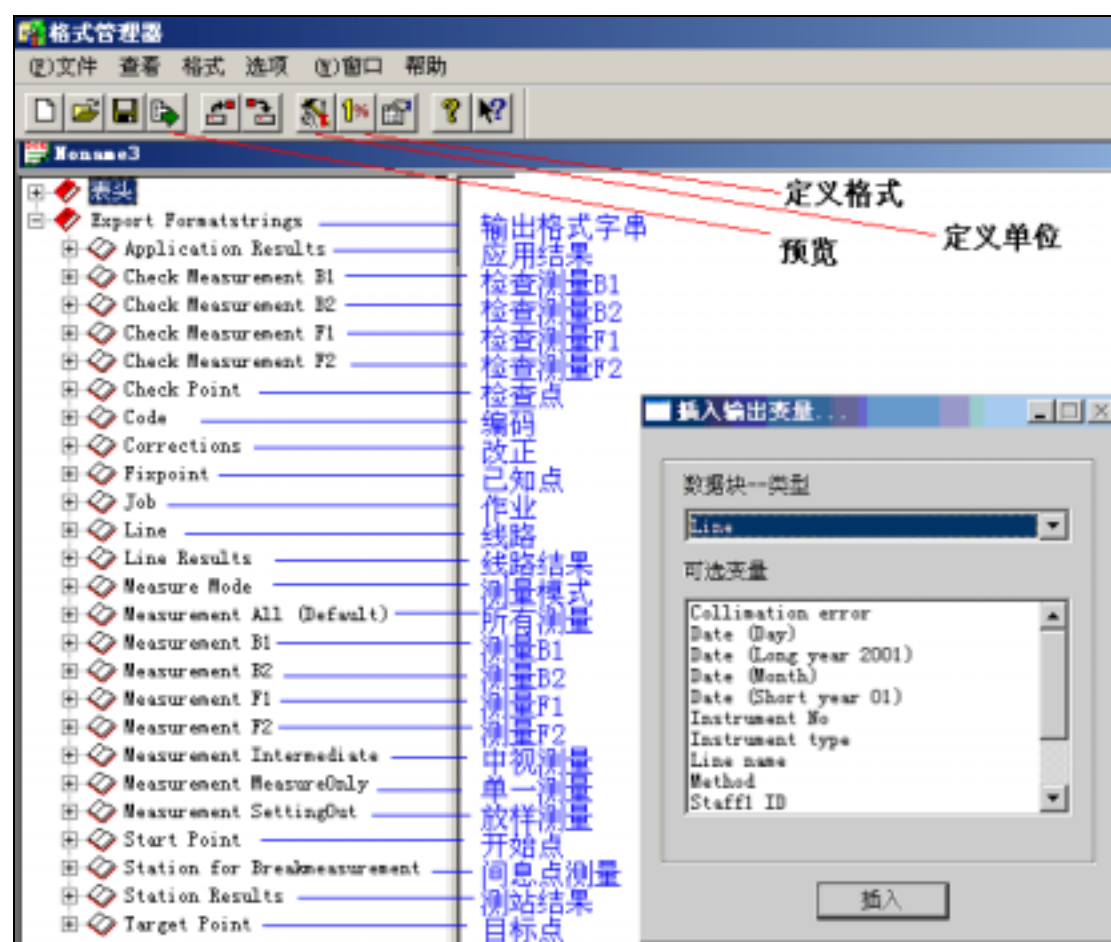 格式管理器
(F)文件 查看 格式 选项 (W)窗口 帮助
Noname3
表头
定义格式
定义单位
预览
Export Formatstrings 输出格式字串
Application Results 应用结果
Check Measurement B1 检查测量B1
Check Measurement B2 检查测量B2
Check Measurement F1 检查测量F1
Check Measurement F2 检查测量F2
Check Point 检查点
Code 编码
Corrections 改正
Fixpoint 己知点
Job 作业
Line 线路
Line Results 线路结果
Measure Mode 测量模式
Measurement All (Default) 所有测量
Measurement B1 测量B1
Measurement B2 测量B2
Measurement F1 测量F1
Measurement F2 测量F2
Measurement Intermediate 中视测量
Measurement MeasureOnly 单一测量
Measurement SettingOut 放样测量
Start Point 开始点
Station for Breakmeasurement 间息点测量
Station Results 测站结果
Target Point 目标点
插入输出变量...
数据块--类型
Line
可选变量
Collimation error
Date (Day)
Date (Long year 2001)
Date (Month)
Date (Short year 01)
Instrument No
Instrument type
Line name
Method
Staff1 ID
插入